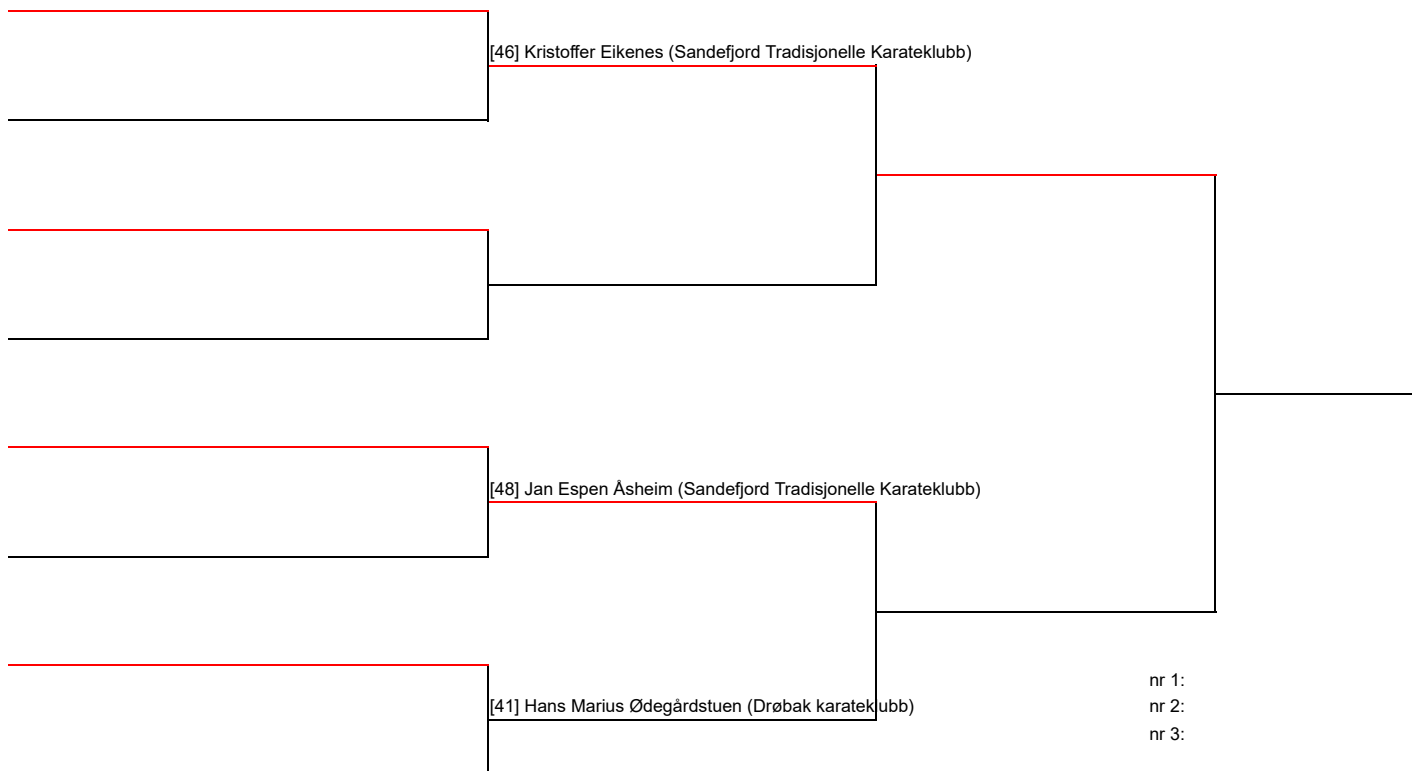 [46] Kristoffer Eikenes (Sandefjord Tradisjonelle Karateklubb)
[48] Jan Espen Åsheim (Sandefjord Tradisjonelle Karateklubb)
[41] Hans Marius Ødegårdstuen (Drøbak karateklubb)
nr 1:
nr 2:
nr 3: